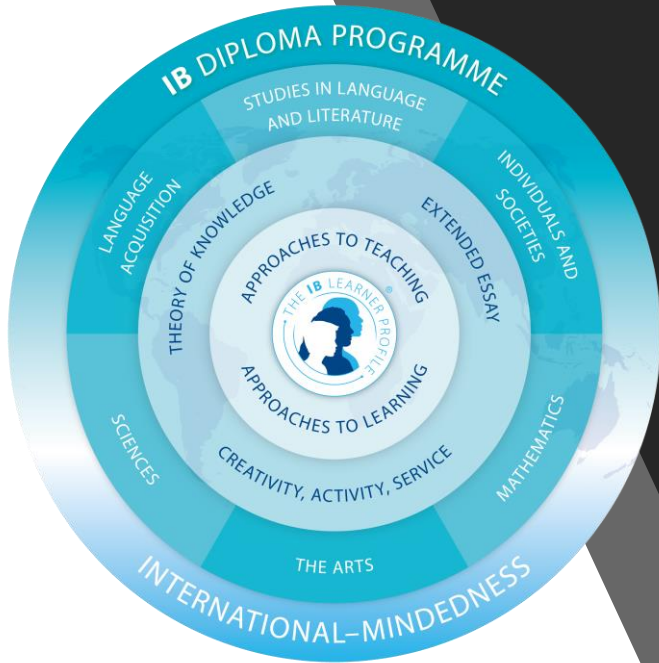 IB DIPLOMA PROGRAMME
STUDIES IN LANGUAGE
AND LITERATURE
LANGUAGE
ACQUISITION
INDIVIDUALS AND
SOCIETIES
THEORY OF KNOWLEDGE
EXTENDED ESSAY
APPROACHES TO TEACHING
• THE IB LEARNER PROFILE •
®
APPROACHES TO LEARNING
CREATIVITY, ACTIVITY, SERVICE
SCIENCES
MATHEMATICS
THE ARTS
INTERNATIONAL–MINDEDNESS